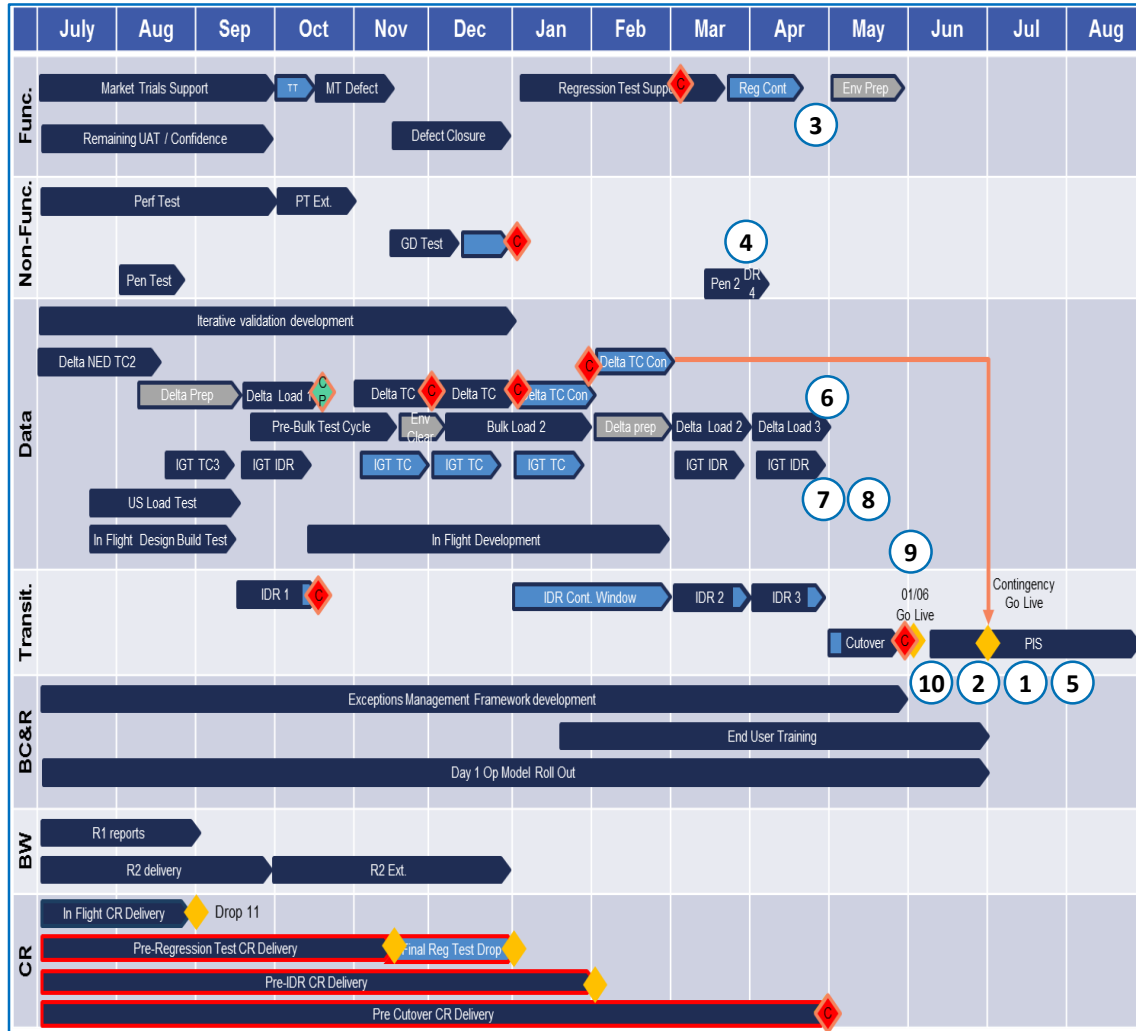 July Aug Sep Oct Nov Dec Jan Feb Mar Apr May Jun Jul Aug
Func.
Market Trials Support
TT
MT Defect
Regression Test Supp
C
Reg Cont
Env Prep
3
Remaining UAT / Confidence
Defect Closure
Non-Func.
Perf Test
PT Ext.
GD Test
C
4
Pen Test
Pen 2
DR
4
Data
Iterative validation development
Delta NED TC2
C
Delta TC Con
Delta Prep
Delta Load 1
C
P
Delta TC
C
Delta TC
C
Delta TC Con
6
Pre-Bulk Test Cycle
Env
Clear
Bulk Load 2
Delta prep
Delta Load 2
Delta Load 3
IGT TC3
IGT IDR
IGT TC
IGT TC
IGT TC
IGT IDR
IGT IDR
US Load Test
7
8
In Flight Design Build Test
In Flight Development
9
Transit.
IDR 1
C
IDR Cont. Window
IDR 2
IDR 3
01/06
Go Live
Contingency
Go Live
Cutover
C
PIS
10
2
1
5
BC&R
Exceptions Management Framework development
End User Training
Day 1 Op Model Roll Out
BW
R1 reports
R2 delivery
R2 Ext.
CR
In Flight CR Delivery
Drop 11
Pre-Regression Test CR Delivery
Final Reg Test Drop
Pre-IDR CR Delivery
Pre Cutover CR Delivery
C